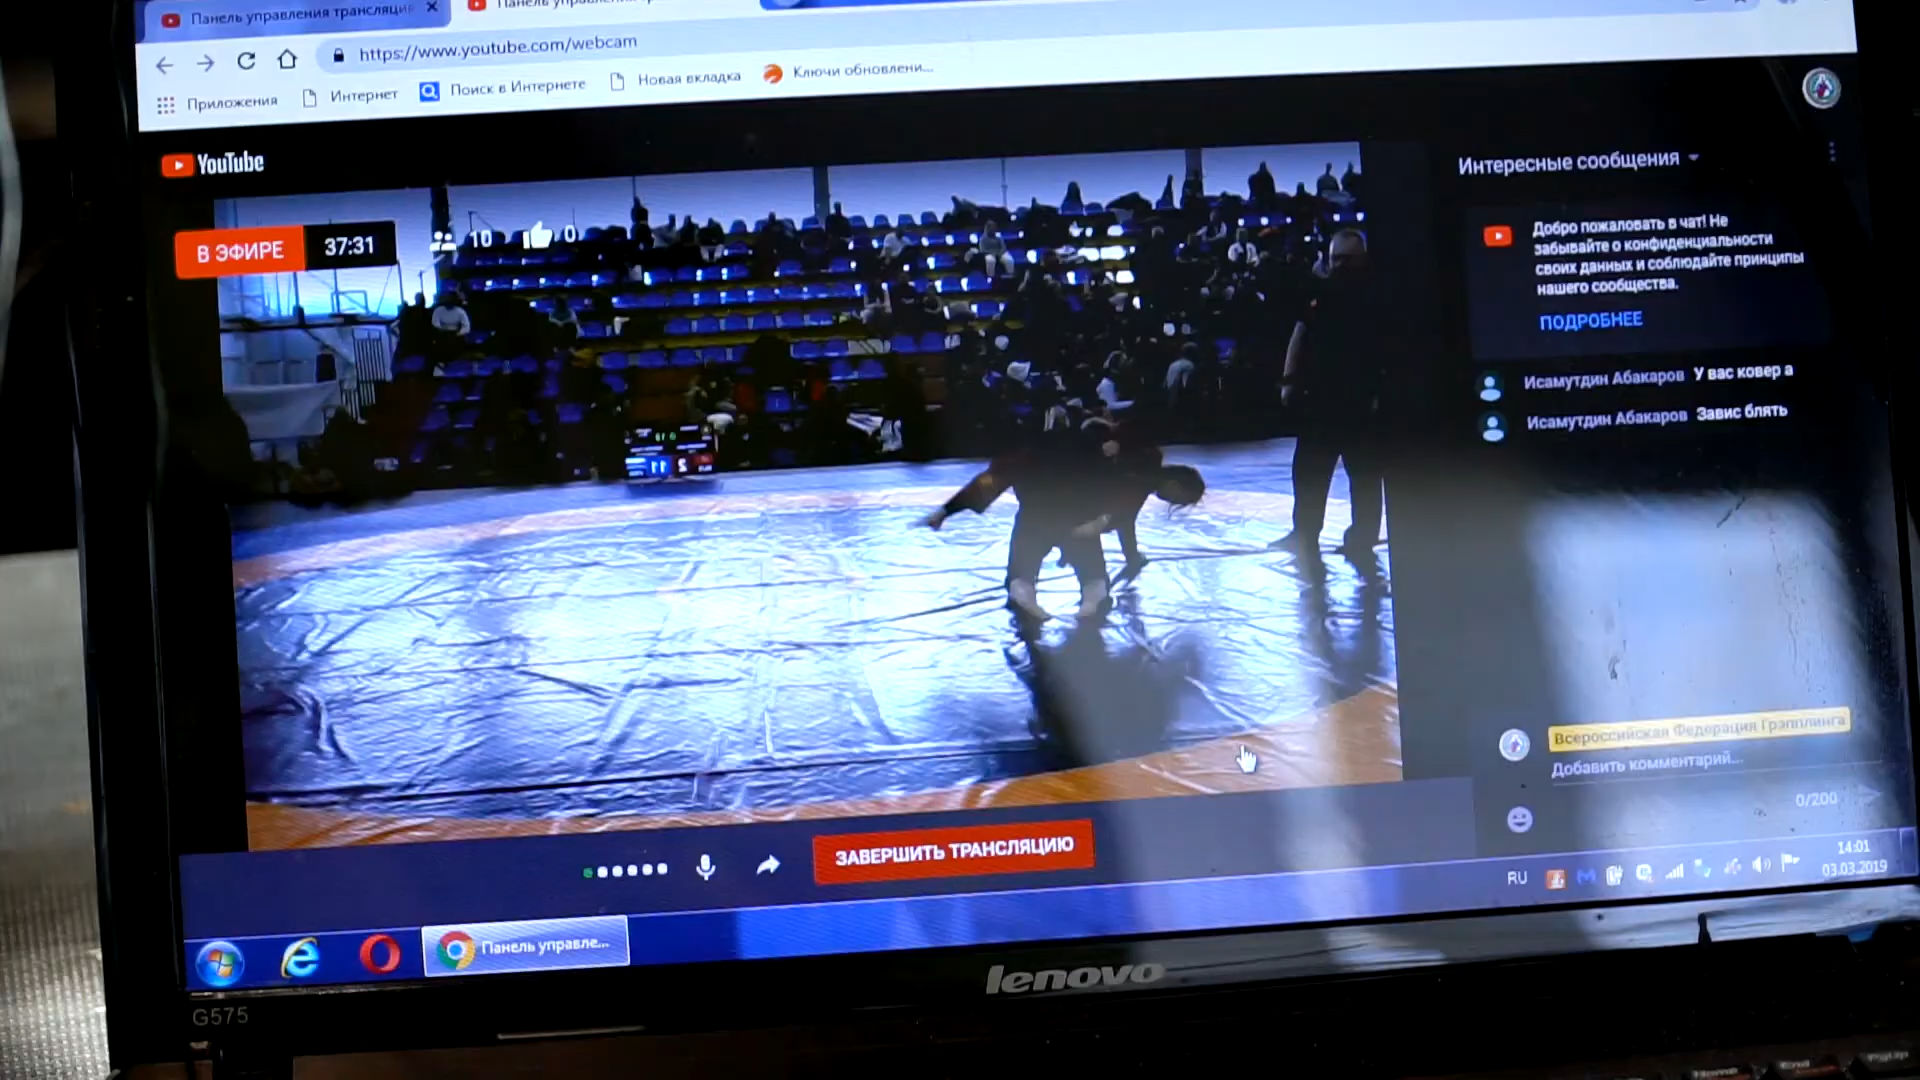 Панель управления трансляци
https://www.youtube.com/webcam
Приложения
Интернет
Поиск в Интернете
Новая вкладка
Ключи обновлени...
YouTube
В ЭФИРЕ
37:31
10
0
Интересные сообщения
Добро пожаловать в чат! Не
забывайте о конфиденциальности
своих данных и соблюдайте принципы
нашего сообщества.
ПОДРОБНЕЕ
Исамутдин Абакаров У вас ковер а
Исамутдин Абакаров Завис блять
Всероссийская Федерация Грэпплинга
Добавить комментарий...
0/200
ЗАВЕРШИТЬ ТРАНСЛЯЦИЮ
RU
14:01
03.03.2019
Панель управле...
lenovo
G575